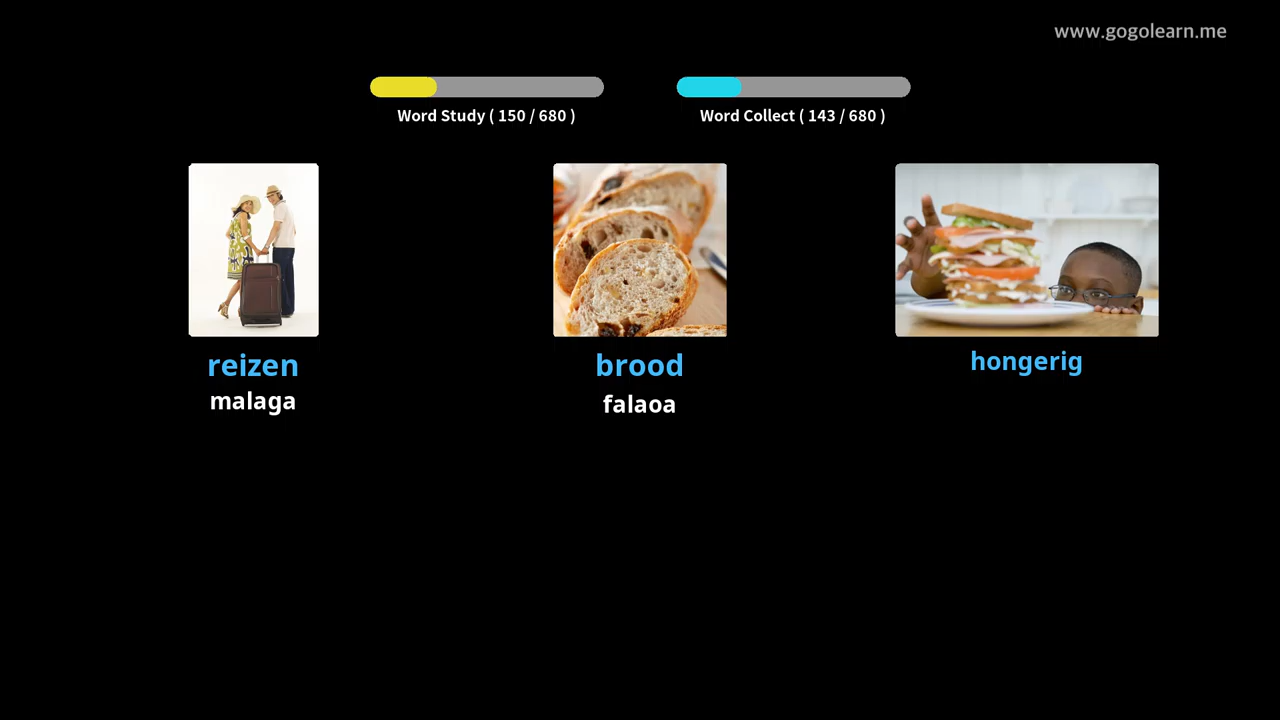 www.gogolearn.me
Word Study ( 150 / 680 )
Word Collect ( 143 / 680 )
reizen
malaga
brood
falaoa
hongerig